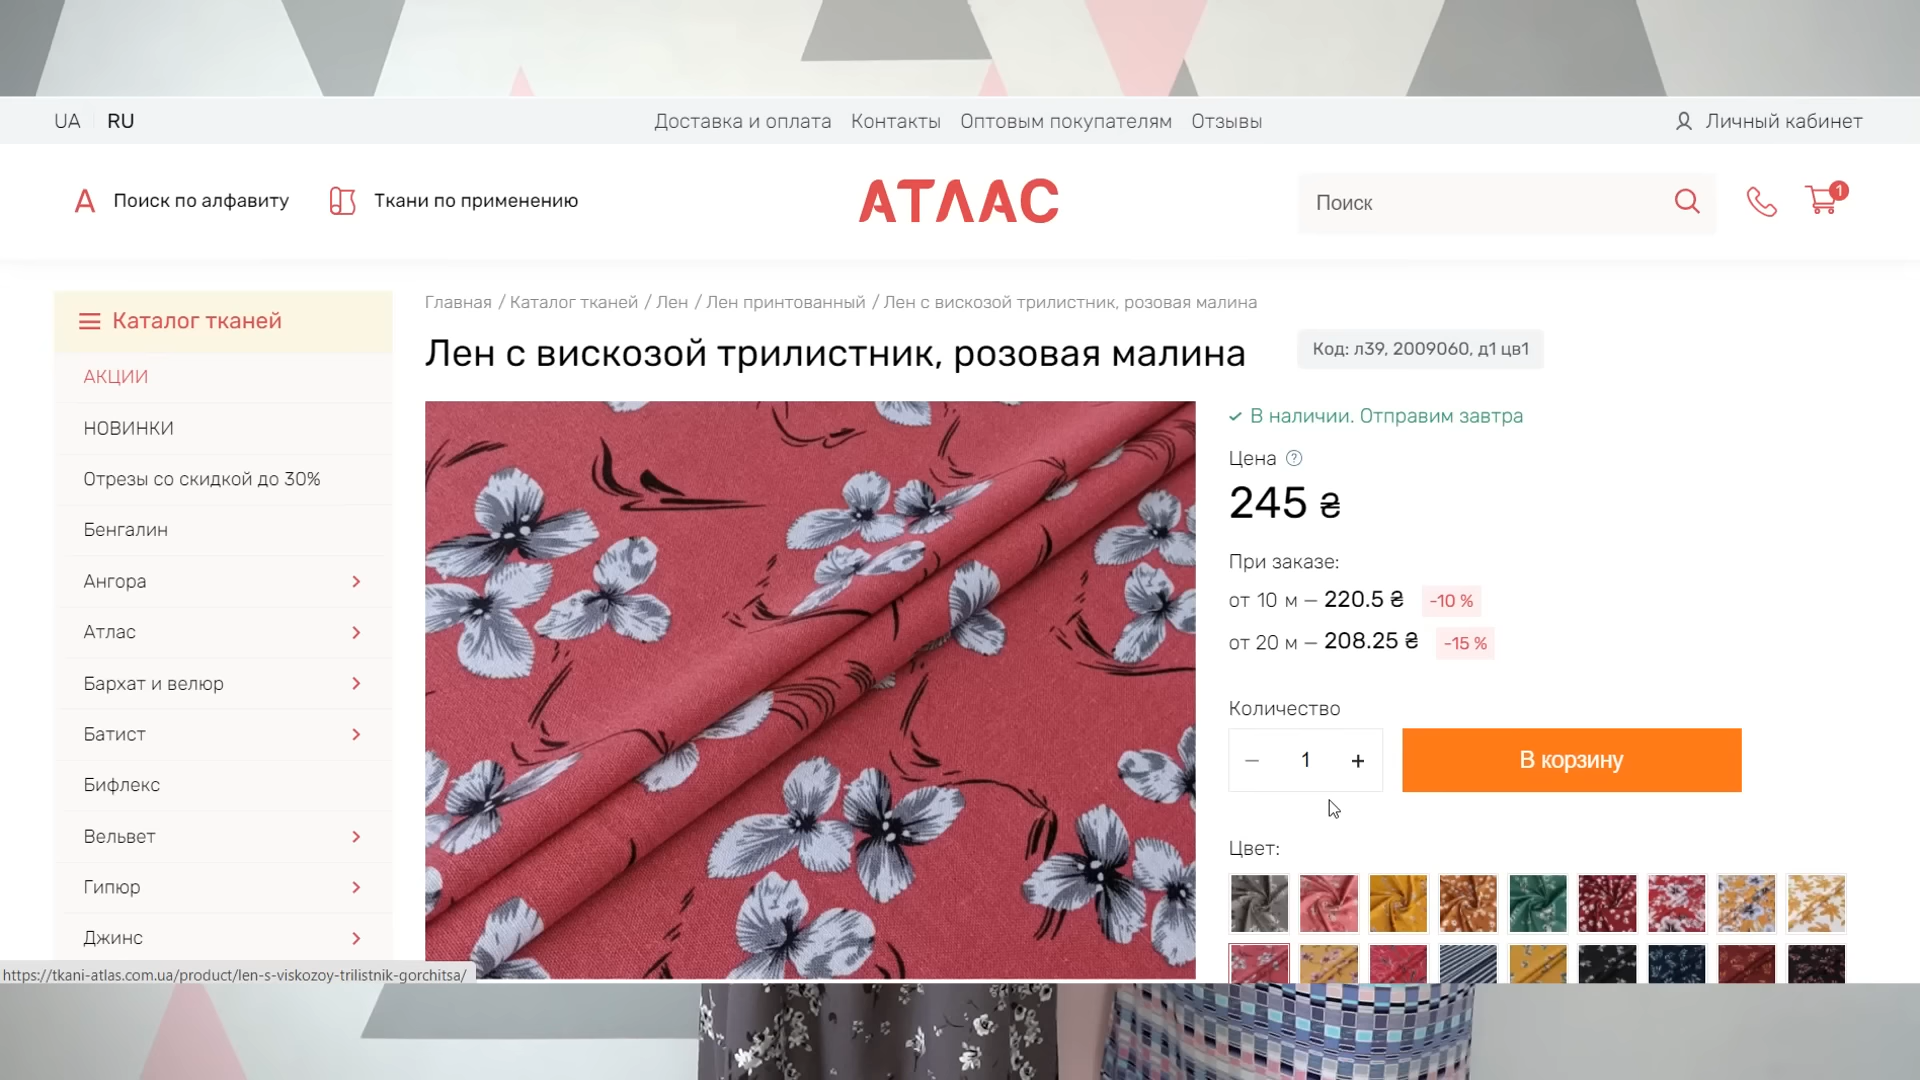 UA RU
Доставка и оплата Контакты Оптовым покупателям Отзывы
Личный кабинет
A Поиск по алфавиту
Ткани по применению
АТЛАС
Поиск
1
Каталог тканей
АКЦИИ
НОВИНКИ
Отрезы со скидкой до 30%
Бенгалин
Ангора
Атлас
Бархат и велюр
Батист
Бифлекс
Вельвет
Гипюр
Джинс
Главная / Каталог тканей / Лен / Лен принтованный / Лен с вискозой трилистник, розовая малина
Лен с вискозой трилистник, розовая малина
Код: л39, 2009060, д1 цв1
В наличии. Отправим завтра
Цена ?
245 ₴
При заказе:
от 10 м — 220.5 ₴ -10 %
от 20 м — 208.25 ₴ -15 %
Количество
− 1 +
В корзину
Цвет:
https://tkani-atlas.com.ua/product/len-s-viskozoy-trilistnik-gorchitsa/